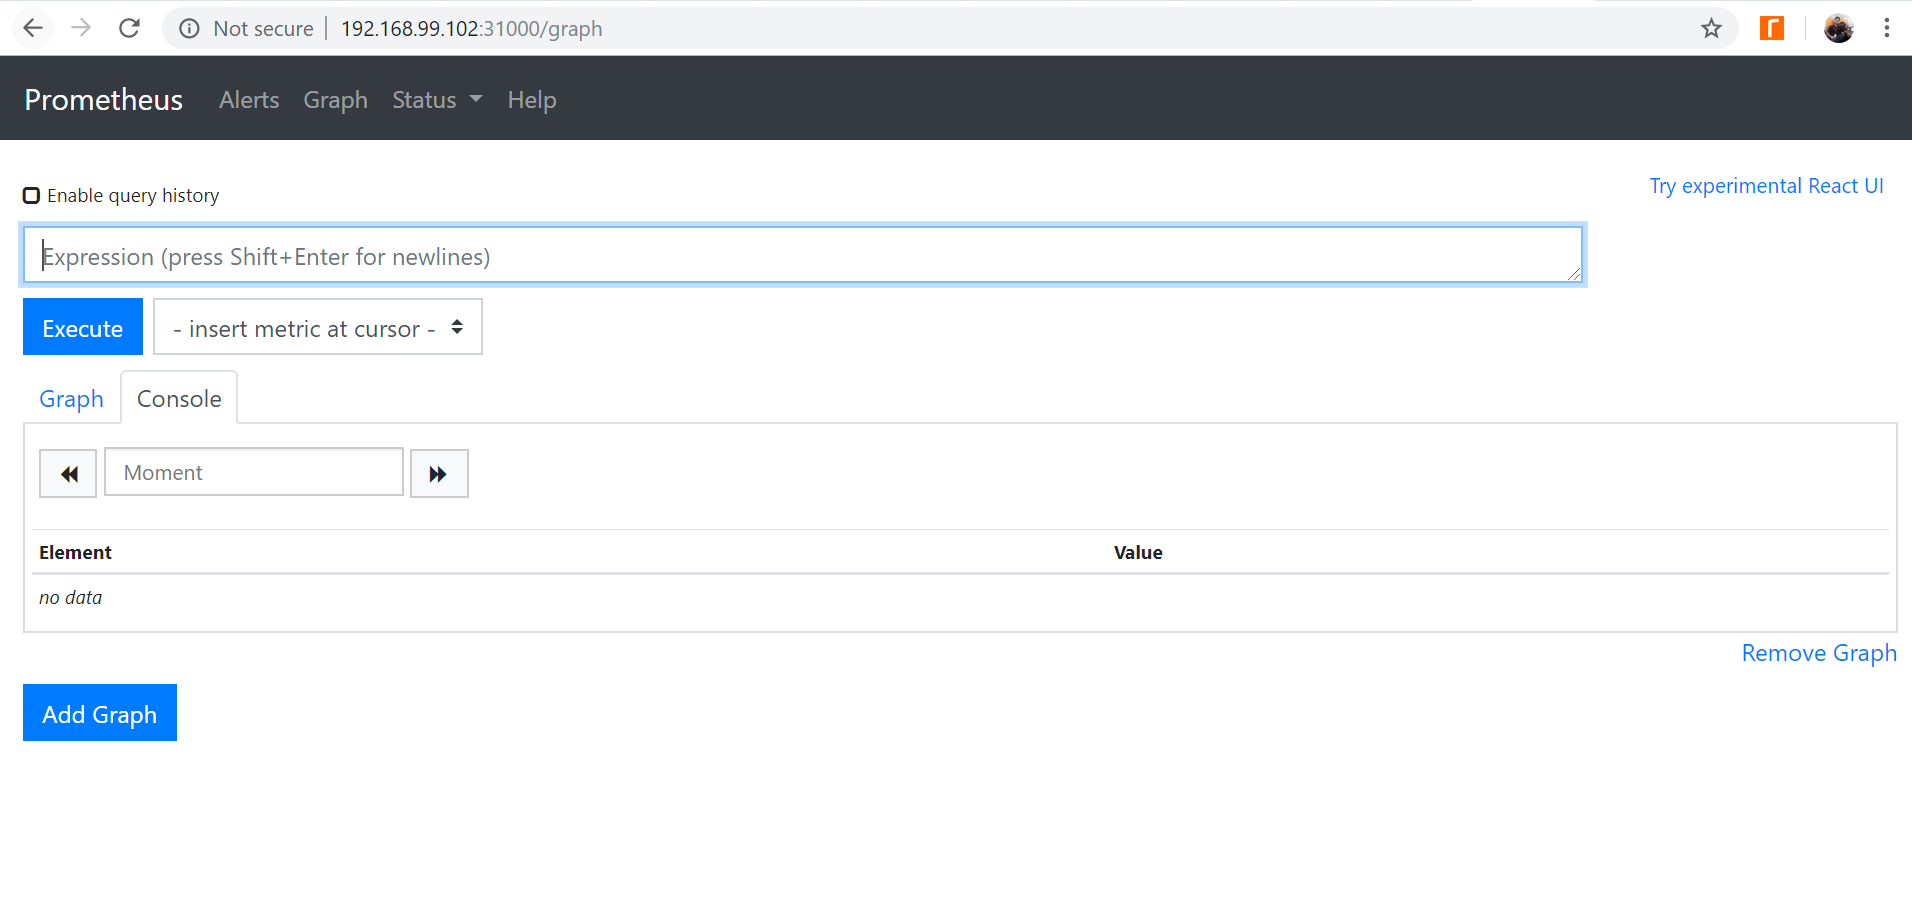 Not secure | 192.168.99.102:31000/graph
Prometheus Alerts Graph Status Help
Try experimental React UI
Enable query history
Expression (press Shift+Enter for newlines)
Execute - insert metric at cursor -
Graph Console
Moment
Element Value
no data
Remove Graph
Add Graph